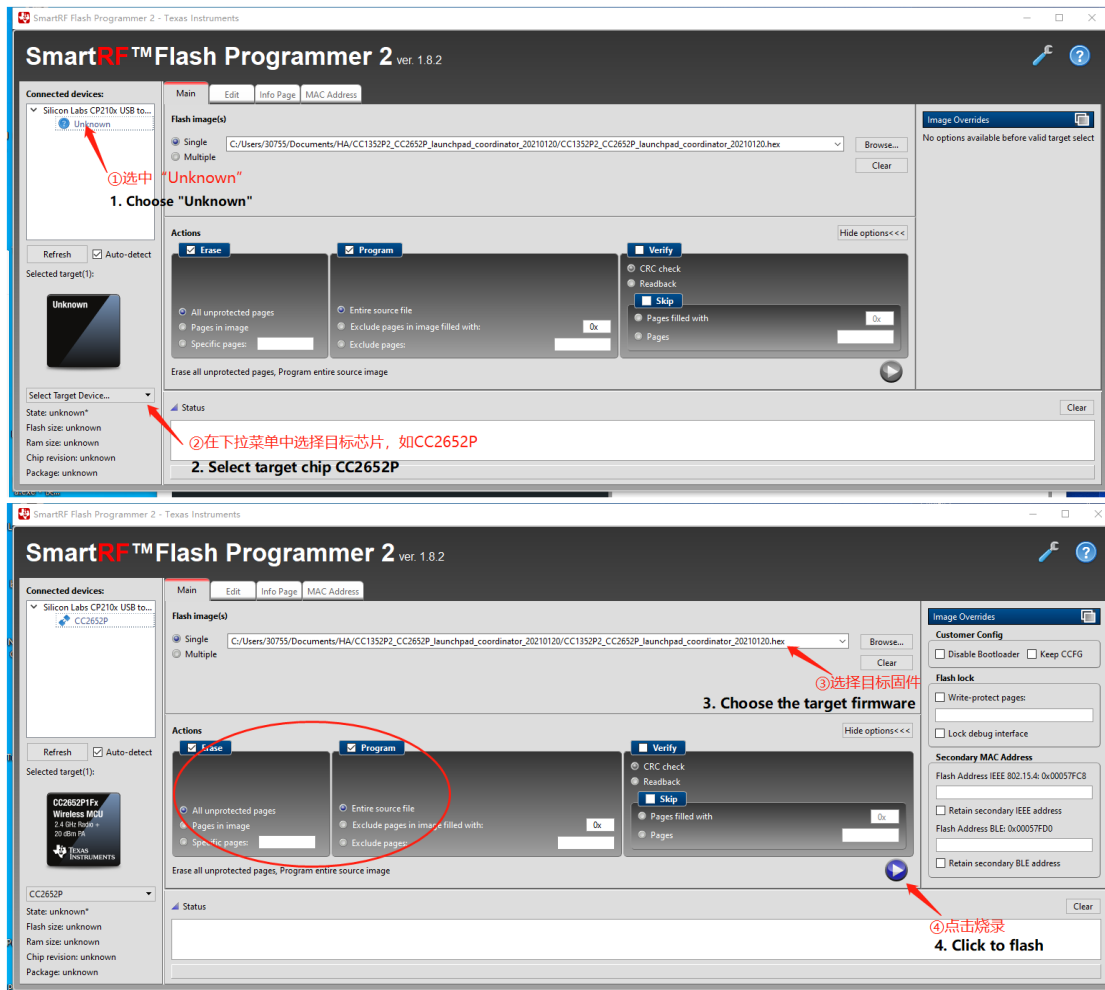 SmartRF Flash Programmer 2 - Texas Instruments
SmartRF™Flash Programmer 2 ver. 1.8.2
Connected devices:
Silicon Labs CP210x USB to...
Unknown
①选中“Unknown”
1. Choose "Unknown"
Refresh
Auto-detect
Selected target(1):
Unknown
Select Target Device...
State: unknown*
Flash size: unknown
Ram size: unknown
Chip revision: unknown
Package: unknown
Main Edit Info Page MAC Address
Flash image(s)
Single
C:/Users/30755/Documents/HA/CC1352P2_CC2652P_launchpad_coordinator_20210120/CC1352P2_CC2652P_launchpad_coordinator_20210120.hex
Browse...
Multiple
Clear
Actions
Hide options<<<
Erase
All unprotected pages
Pages in image
Specific pages:
Program
Entire source file
Exclude pages in image filled with:
0x
Exclude pages:
Verify
CRC check
Readback
Skip
Pages filled with
0x
Pages
Erase all unprotected pages, Program entire source image
Image Overrides
No options available before valid target select
Status
Clear
②在下拉菜单中选择目标芯片，如CC2652P
2. Select target chip CC2652P
SmartRF Flash Programmer 2 - Texas Instruments
SmartRF™Flash Programmer 2 ver. 1.8.2
Connected devices:
Silicon Labs CP210x USB to...
CC2652P
Refresh
Auto-detect
Selected target(1):
CC2652P1Fx
Wireless MCU
2.4 GHz Radio +
20 dBm PA
TEXAS
INSTRUMENTS
CC2652P
State: unknown*
Flash size: unknown
Ram size: unknown
Chip revision: unknown
Package: unknown
Main Edit Info Page MAC Address
Flash image(s)
Single
C:/Users/30755/Documents/HA/CC1352P2_CC2652P_launchpad_coordinator_20210120/CC1352P2_CC2652P_launchpad_coordinator_20210120.hex
Browse...
Multiple
Clear
③选择目标固件
3. Choose the target firmware
Actions
Hide options<<<
Erase
All unprotected pages
Pages in image
Specific pages:
Program
Entire source file
Exclude pages in image filled with:
0x
Exclude pages:
Verify
CRC check
Readback
Skip
Pages filled with
0x
Pages
Erase all unprotected pages, Program entire source image
Image Overrides
Customer Config
Disable Bootloader
Keep CCFG
Flash lock
Write-protect pages:
Lock debug interface
Secondary MAC Address
Flash Address IEEE 802.15.4: 0x00057FC8
Retain secondary IEEE address
Flash Address BLE: 0x00057FD0
Retain secondary BLE address
Status
Clear
④点击烧录
4. Click to flash